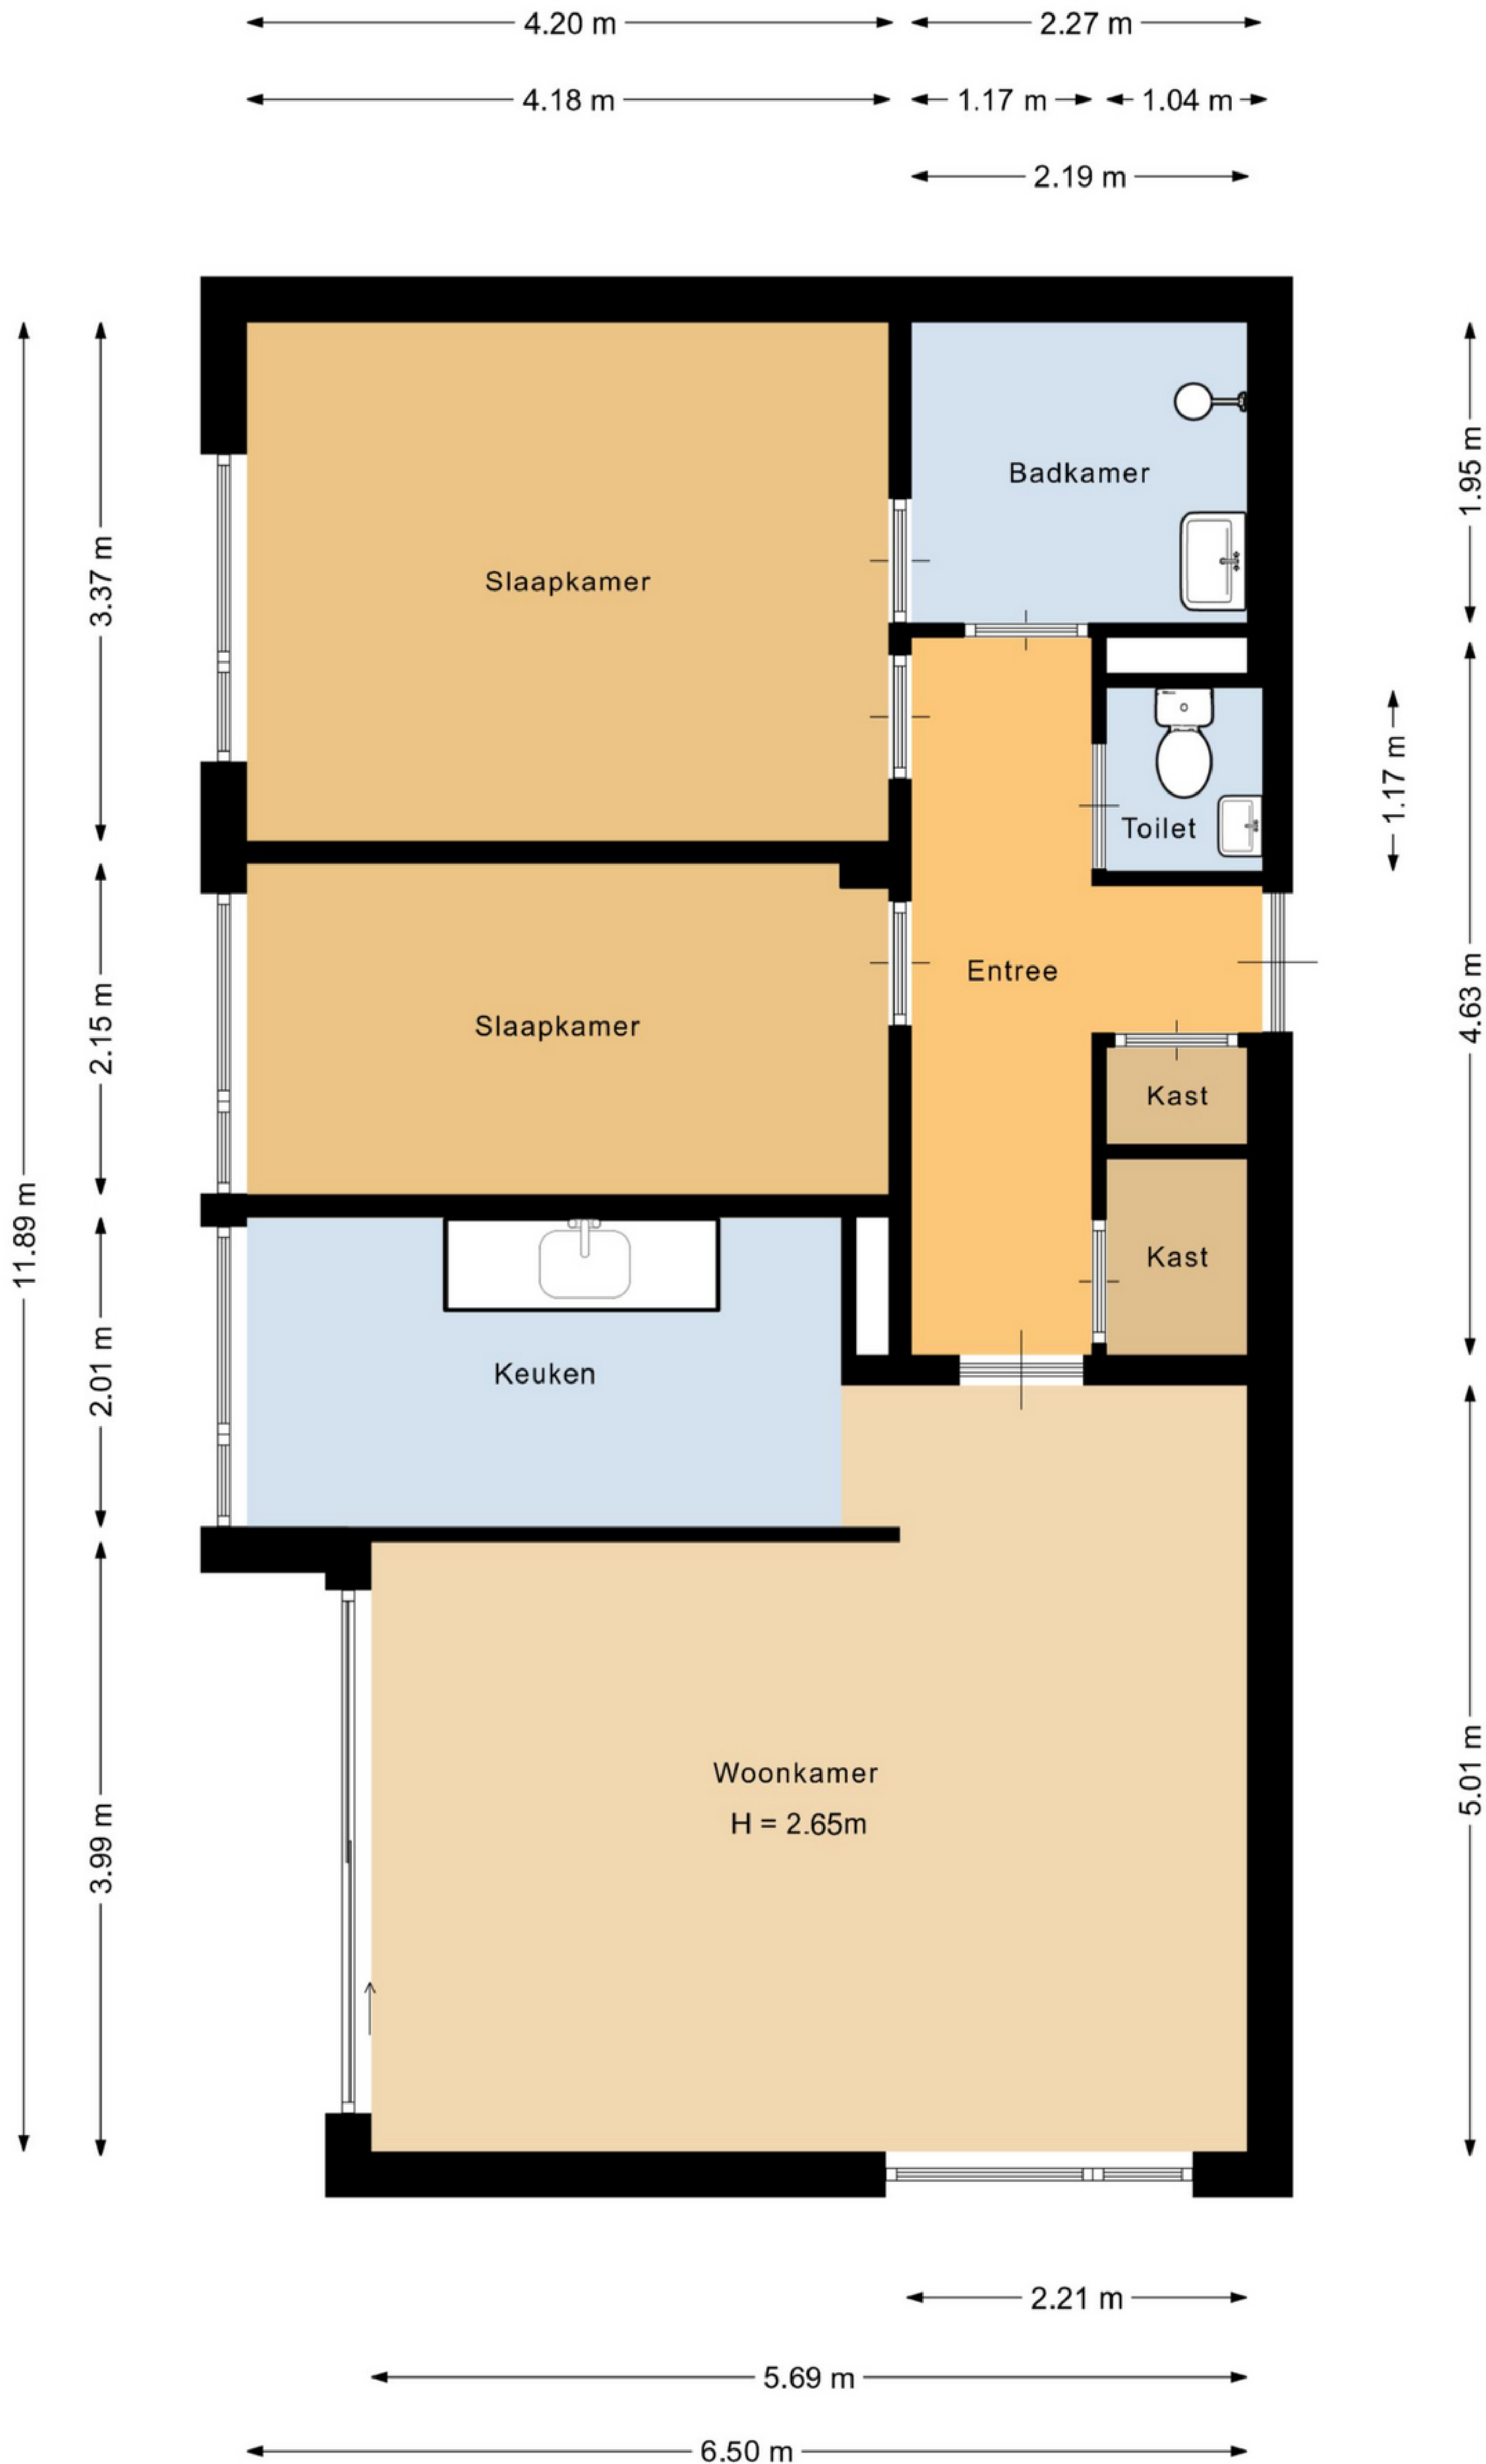 4.20 m
2.27 m
4.18 m
1.17 m
1.04 m
2.19 m
11.89 m
3.37 m
2.15 m
2.01 m
3.99 m
Slaapkamer
Badkamer
Toilet
Entree
Slaapkamer
Kast
Kast
Keuken
Woonkamer
H = 2.65m
1.95 m
1.17 m
4.63 m
5.01 m
2.21 m
5.69 m
6.50 m